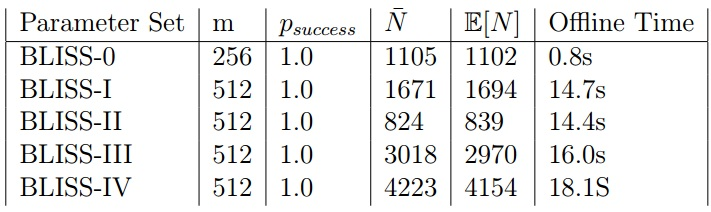 Parameter Set m p_success N̄ 𝔼[N] Offline Time
BLISS-0 256 1.0 1105 1102 0.8s
BLISS-I 512 1.0 1671 1694 14.7s
BLISS-II 512 1.0 824 839 14.4s
BLISS-III 512 1.0 3018 2970 16.0s
BLISS-IV 512 1.0 4223 4154 18.1S